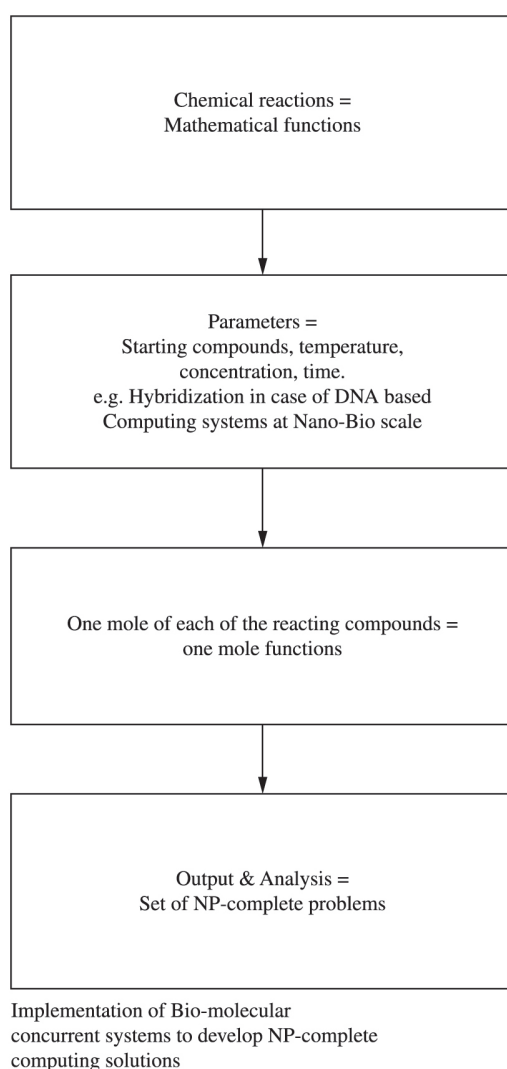 Chemical reactions =
Mathematical functions
Parameters =
Starting compounds, temperature,
concentration, time.
e.g. Hybridization in case of DNA based
Computing systems at Nano-Bio scale
One mole of each of the reacting compounds =
one mole functions
Output & Analysis =
Set of NP-complete problems
Implementation of Bio-molecular
concurrent systems to develop NP-complete
computing solutions